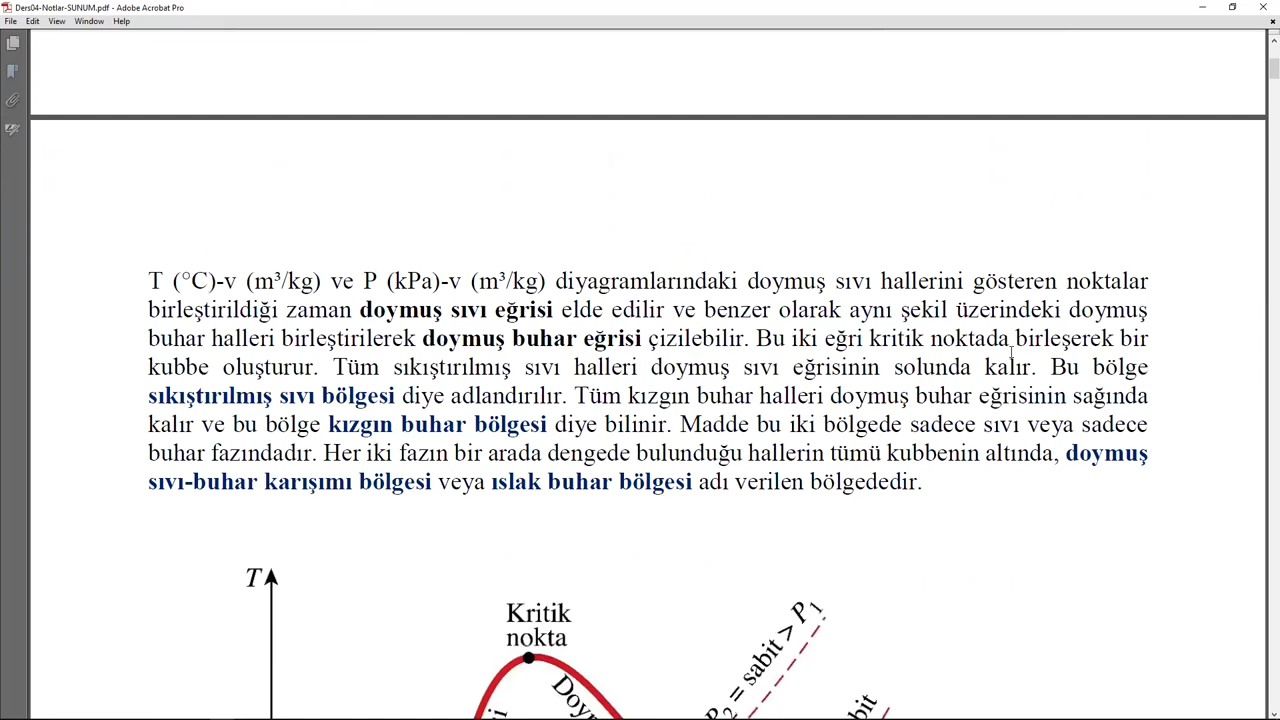 Ders04-Notlar-SUNUM.pdf - Adobe Acrobat Pro
File Edit View Window Help
T (°C)-v (m³/kg) ve P (kPa)-v (m³/kg) diyagramlarındaki doymuş sıvı hallerini gösteren noktalar
birleştirildiği zaman doymuş sıvı eğrisi elde edilir ve benzer olarak aynı şekil üzerindeki doymuş
buhar halleri birleştirilerek doymuş buhar eğrisi çizilebilir. Bu iki eğri kritik noktada birleşerek bir
kubbe oluşturur. Tüm sıkıştırılmış sıvı halleri doymuş sıvı eğrisinin solunda kalır. Bu bölge
sıkıştırılmış sıvı bölgesi diye adlandırılır. Tüm kızgın buhar halleri doymuş buhar eğrisinin sağında
kalır ve bu bölge kızgın buhar bölgesi diye bilinir. Madde bu iki bölgede sadece sıvı veya sadece
buhar fazındadır. Her iki fazın bir arada dengede bulunduğu hallerin tümü kubbenin altında, doymuş
sıvı-buhar karışımı bölgesi veya ıslak buhar bölgesi adı verilen bölgededir.
T
Kritik
nokta
P₂ = sabit > P₁